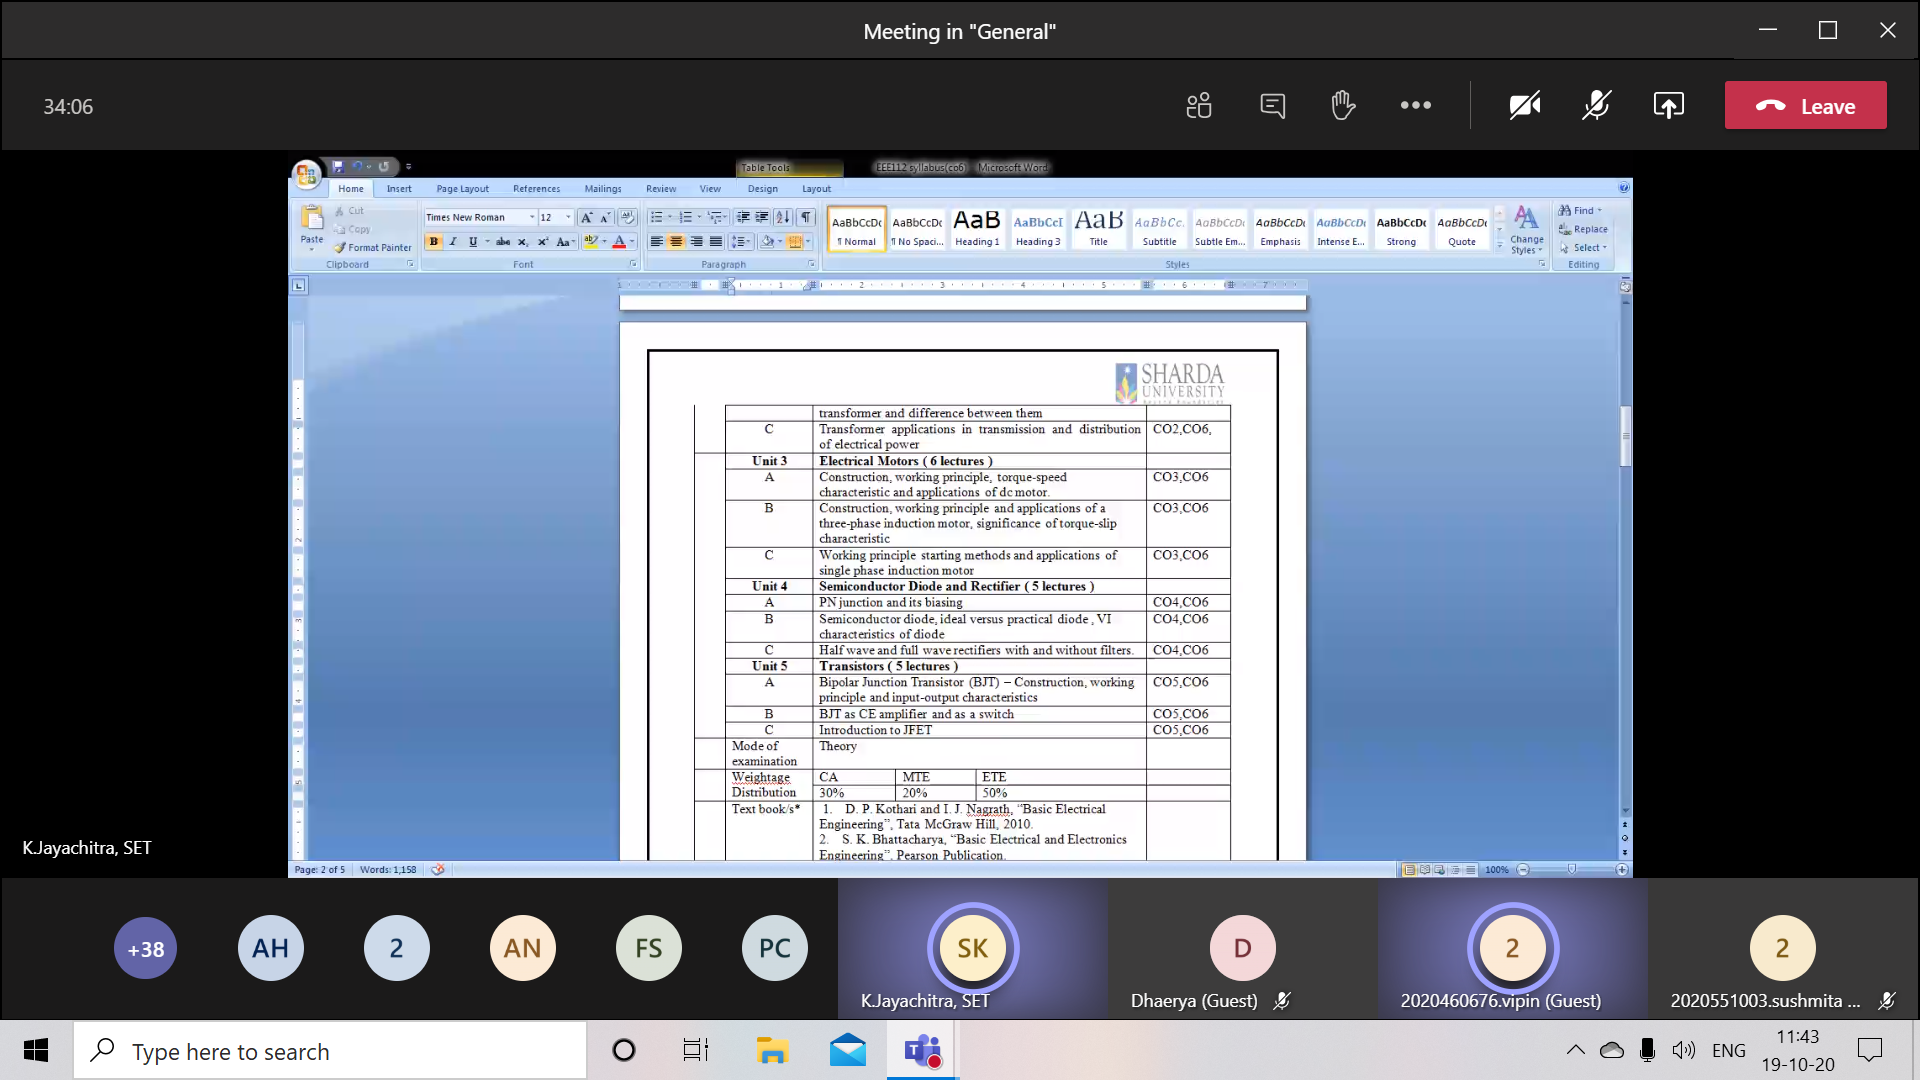 Meeting in "General"
34:06
Leave
Table Tools
EEE112 syllabus(co6) - Microsoft Word
Home Insert Page Layout References Mailings Review View Design Layout
Paste
Cut
Copy
Format Painter
Clipboard
Times New Roman 12
B I U abc X₂ X² Aa
Font
Paragraph
AaBbCcDc AaBbCcDc AaB AaBbCcI AaB AaBbCc. AaBbCcDc AaBbCcDi AaBbCcDc AaBbCcDc AaBbCcDi
¶ Normal ¶ No Spaci... Heading 1 Heading 3 Title Subtitle Subtle Em... Emphasis Intense E... Strong Quote
Change Styles
Styles
Find
Replace
Select
Editing
SHARDA
UNIVERSITY
transformer and difference between them
C Transformer applications in transmission and distribution CO2,CO6,
of electrical power
Unit 3 Electrical Motors ( 6 lectures )
A Construction, working principle, torque-speed CO3,CO6
characteristic and applications of dc motor.
B Construction, working principle and applications of a CO3,CO6
three-phase induction motor, significance of torque-slip
characteristic
C Working principle starting methods and applications of CO3,CO6
single phase induction motor
Unit 4 Semiconductor Diode and Rectifier ( 5 lectures )
A PN junction and its biasing CO4,CO6
B Semiconductor diode, ideal versus practical diode , VI CO4,CO6
characteristics of diode
C Half wave and full wave rectifiers with and without filters. CO4,CO6
Unit 5 Transistors ( 5 lectures )
A Bipolar Junction Transistor (BJT) – Construction, working CO5,CO6
principle and input-output characteristics
B BJT as CE amplifier and as a switch CO5,CO6
C Introduction to JFET CO5,CO6
Mode of Theory
examination
Weightage CA MTE ETE
Distribution 30% 20% 50%
Text book/s* 1. D. P. Kothari and I. J. Nagrath, “Basic Electrical
Engineering”, Tata McGraw Hill, 2010.
2. S. K. Bhattacharya, “Basic Electrical and Electronics
Engineering”, Pearson Publication.
K.Jayachitra, SET
Page: 2 of 5 Words: 1,158 100%
+38 AH 2 AN FS PC SK D 2 2
K.Jayachitra, SET Dhaerya (Guest) 2020460676.vipin (Guest) 2020551003.sushmita ...
Type here to search
ENG
11:43
19-10-20